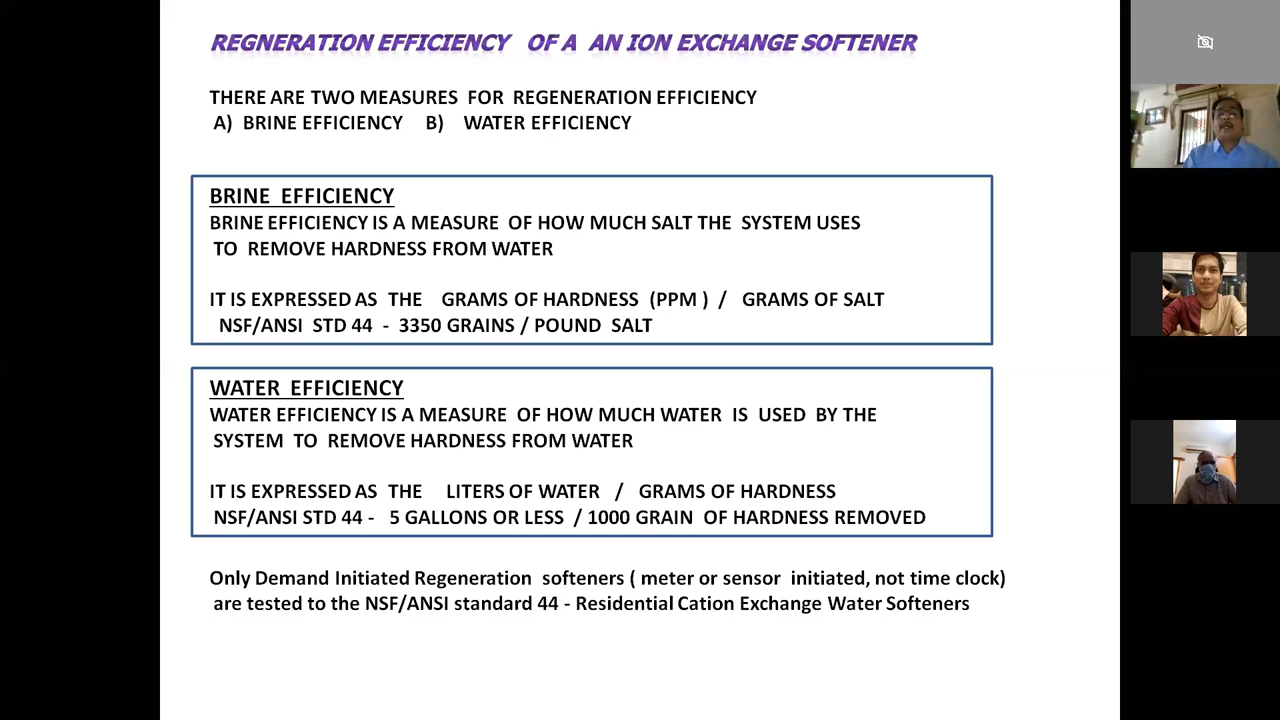 REGNERATION EFFICIENCY OF A AN ION EXCHANGE SOFTENER
THERE ARE TWO MEASURES FOR REGENERATION EFFICIENCY
A) BRINE EFFICIENCY B) WATER EFFICIENCY
BRINE EFFICIENCY
BRINE EFFICIENCY IS A MEASURE OF HOW MUCH SALT THE SYSTEM USES
TO REMOVE HARDNESS FROM WATER
IT IS EXPRESSED AS THE GRAMS OF HARDNESS (PPM ) / GRAMS OF SALT
NSF/ANSI STD 44 - 3350 GRAINS / POUND SALT
WATER EFFICIENCY
WATER EFFICIENCY IS A MEASURE OF HOW MUCH WATER IS USED BY THE
SYSTEM TO REMOVE HARDNESS FROM WATER
IT IS EXPRESSED AS THE LITERS OF WATER / GRAMS OF HARDNESS
NSF/ANSI STD 44 - 5 GALLONS OR LESS / 1000 GRAIN OF HARDNESS REMOVED
Only Demand Initiated Regeneration softeners ( meter or sensor initiated, not time clock)
are tested to the NSF/ANSI standard 44 - Residential Cation Exchange Water Softeners